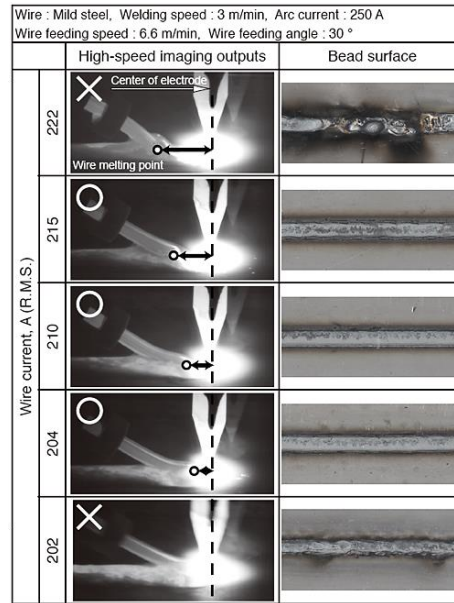 Wire : Mild steel, Welding speed : 3 m/min, Arc current : 250 A
Wire feeding speed : 6.6 m/min, Wire feeding angle : 30 °
High-speed imaging outputs
Bead surface
Wire current, A (R.M.S.)
222
Center of electrode
Wire melting point
215
210
204
202